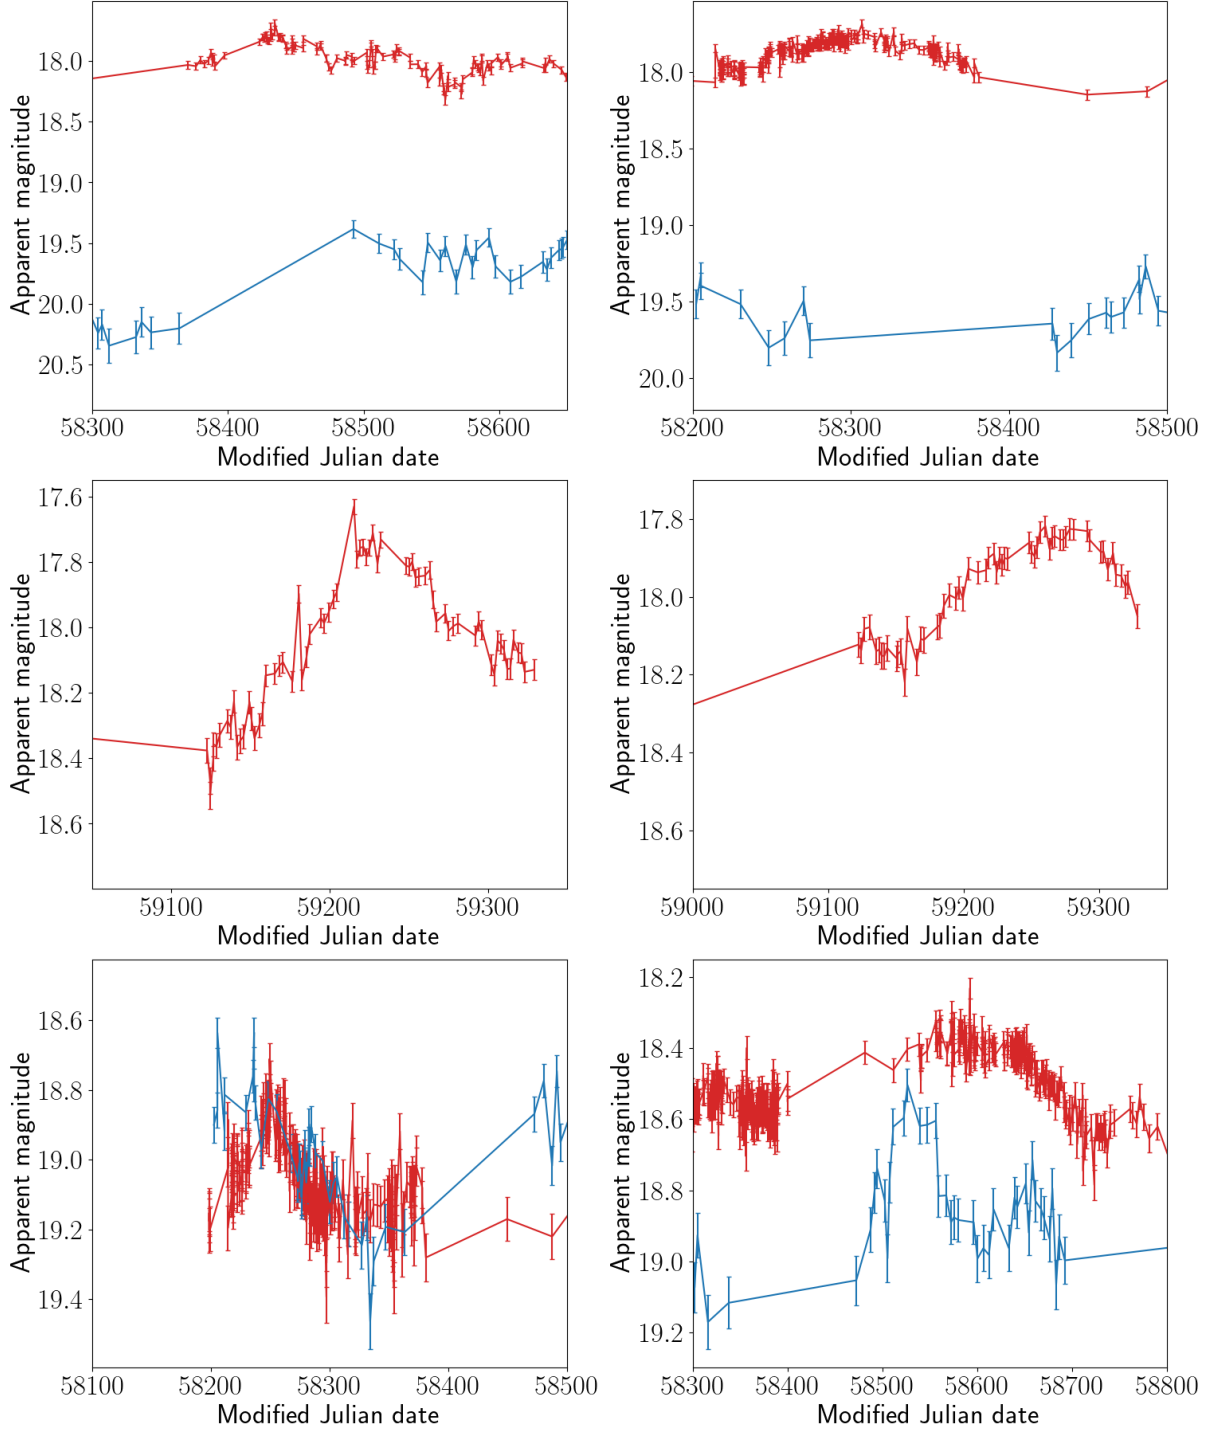 Apparent magnitude
18.0
18.5
19.0
19.5
20.0
20.5
58300 58400 58500 58600
Modified Julian date
Apparent magnitude
18.0
18.5
19.0
19.5
20.0
58200 58300 58400 58500
Modified Julian date
Apparent magnitude
17.6
17.8
18.0
18.2
18.4
18.6
59100 59200 59300
Modified Julian date
Apparent magnitude
17.8
18.0
18.2
18.4
18.6
59000 59100 59200 59300
Modified Julian date
Apparent magnitude
18.6
18.8
19.0
19.2
19.4
58100 58200 58300 58400 58500
Modified Julian date
Apparent magnitude
18.2
18.4
18.6
18.8
19.0
19.2
58300 58400 58500 58600 58700 58800
Modified Julian date